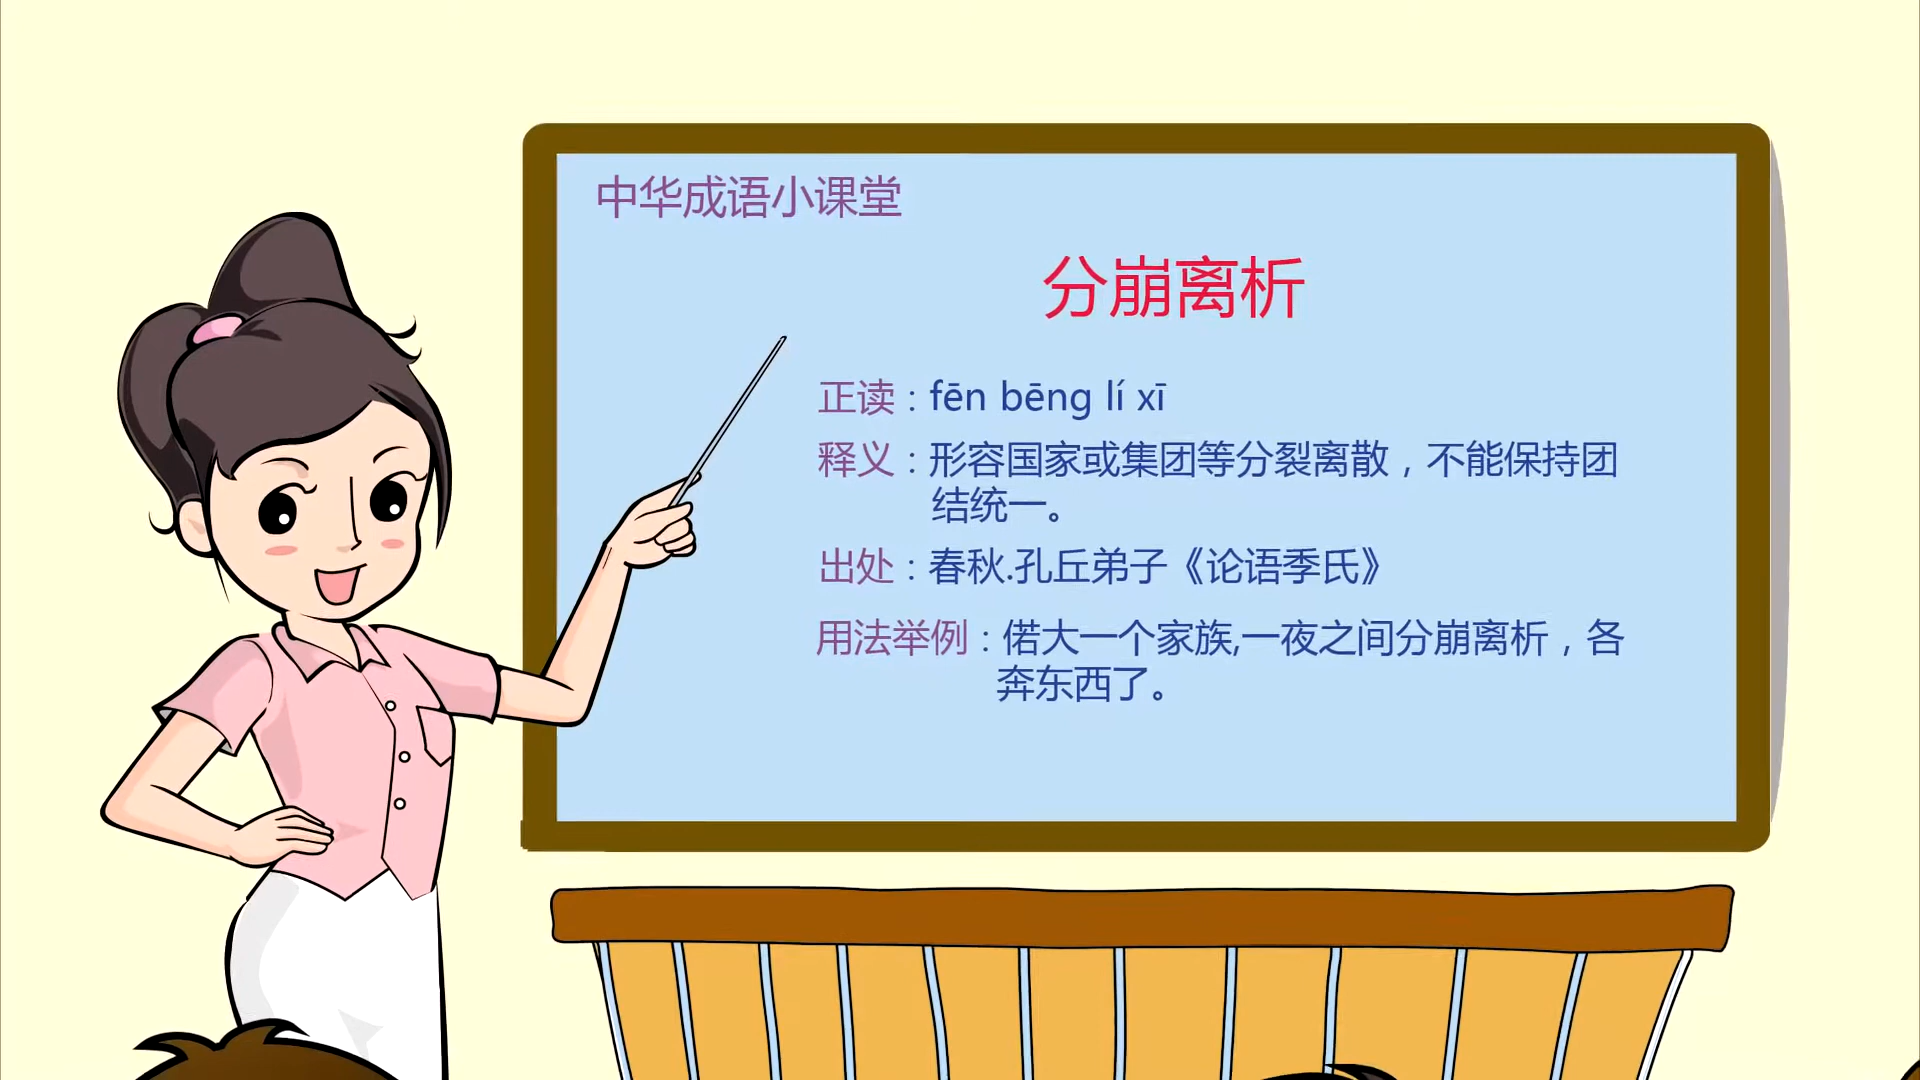 中华成语小课堂
分崩离析
正读：fēn bēng lí xī
释义：形容国家或集团等分裂离散，不能保持团
结统一。
出处：春秋.孔丘弟子《论语季氏》
用法举例：偌大一个家族,一夜之间分崩离析，各
奔东西了。